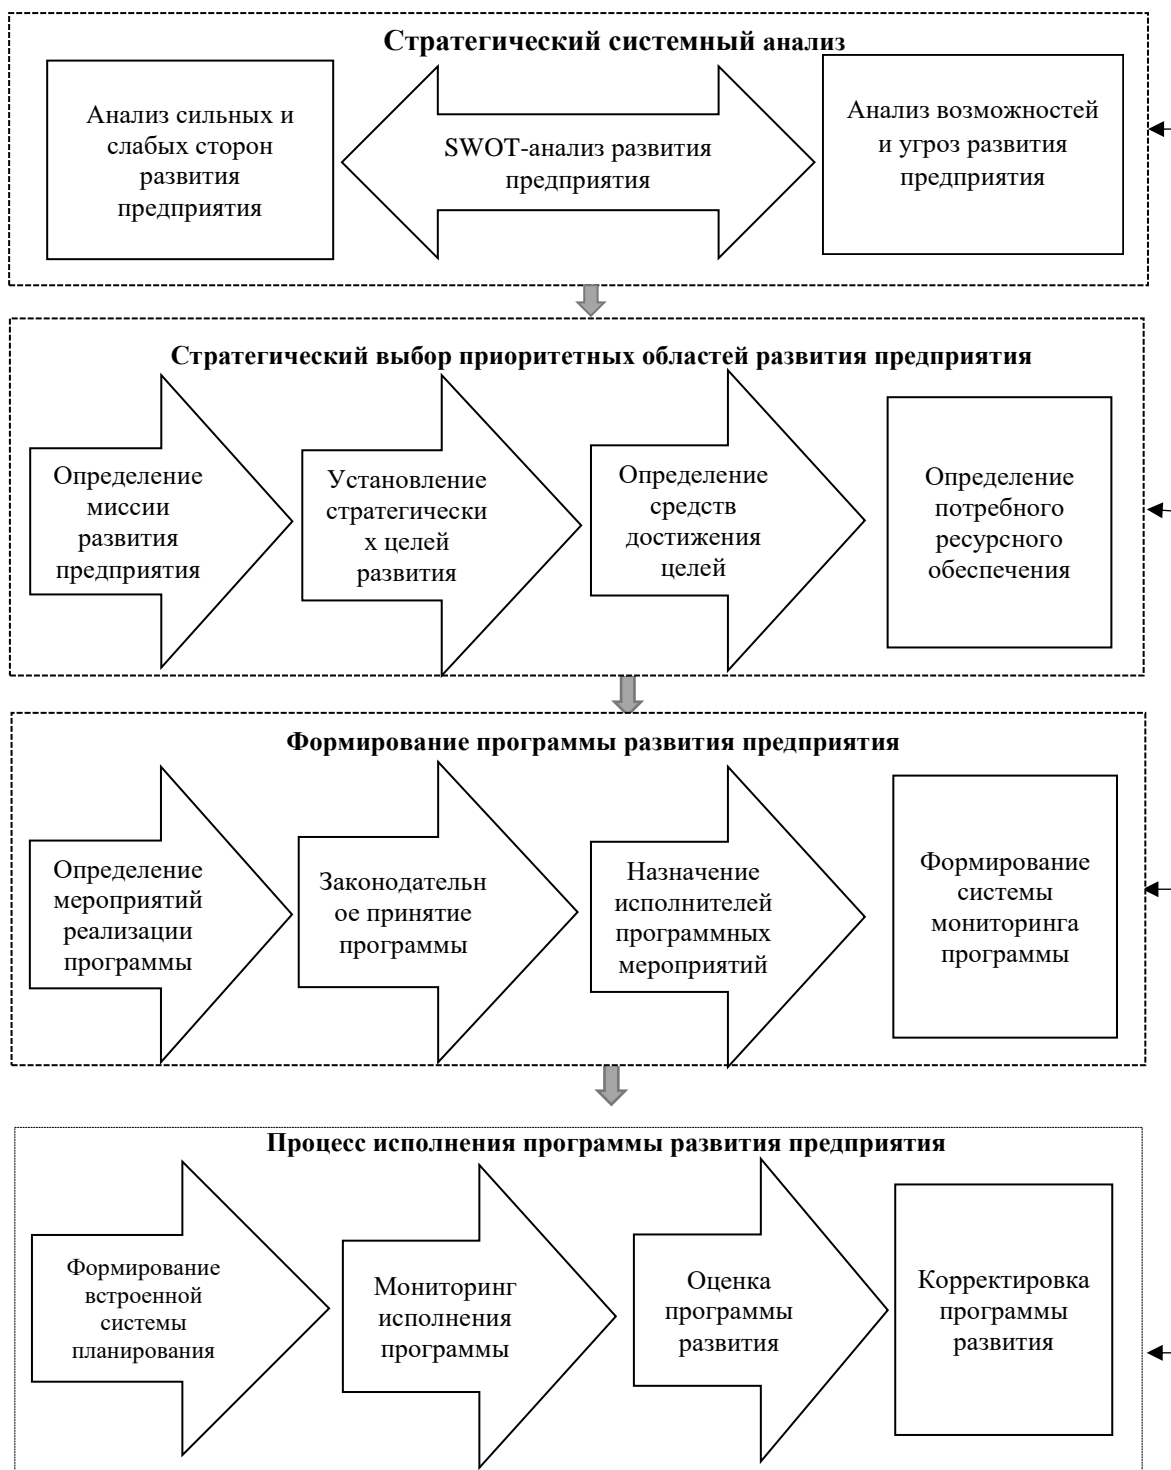 Стратегический системный анализ
Анализ сильных и
слабых сторон
развития
предприятия
SWOT-анализ развития
предприятия
Анализ возможностей
и угроз развития
предприятия
Стратегический выбор приоритетных областей развития предприятия
Определение
миссии
развития
предприятия
Установление
стратегически
х целей
развития
Определение
средств
достижения
целей
Определение
потребного
ресурсного
обеспечения
Формирование программы развития предприятия
Определение
мероприятий
реализации
программы
Законодательн
ое принятие
программы
Назначение
исполнителей
программных
мероприятий
Формирование
системы
мониторинга
программы
Процесс исполнения программы развития предприятия
Формирование
встроенной
системы
планирования
Мониторинг
исполнения
программы
Оценка
программы
развития
Корректировка
программы
развития